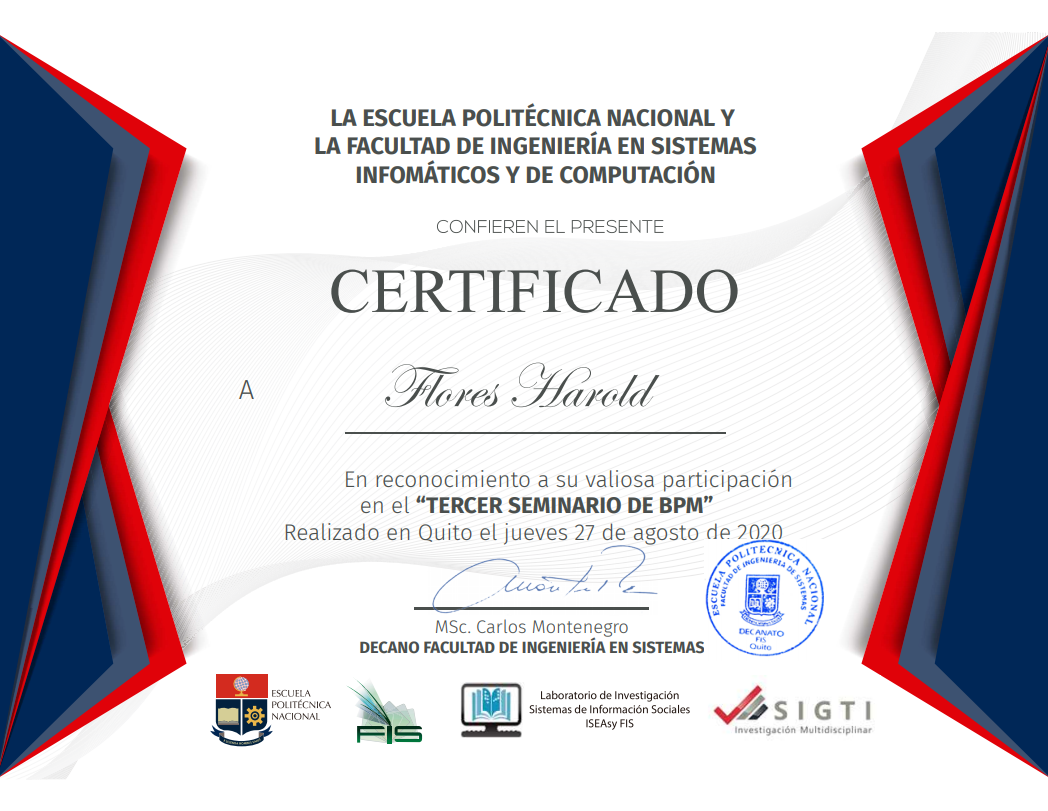 LA ESCUELA POLITÉCNICA NACIONAL Y
LA FACULTAD DE INGENIERÍA EN SISTEMAS
INFOMÁTICOS Y DE COMPUTACIÓN
CONFIEREN EL PRESENTE
CERTIFICADO
A Flores Harold
En reconocimiento a su valiosa participación
en el “TERCER SEMINARIO DE BPM”
Realizado en Quito el jueves 27 de agosto de 2020
ESCUELA POLITECNICA NACIONAL
FACULTAD DE INGENIERÍA DE SISTEMAS
DECANATO
FIS
Quito
MSc. Carlos Montenegro
DECANO FACULTAD DE INGENIERÍA EN SISTEMAS
ESCUELA
POLITÉCNICA
NACIONAL
FIS
Laboratorio de Investigación
Sistemas de Información Sociales
ISEAsy FIS
SIGTI
Investigación Multidisciplinar